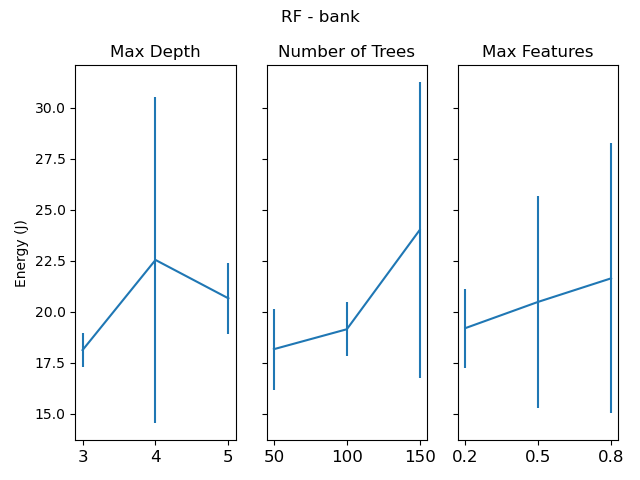 RF - bank
Max Depth
Number of Trees
Max Features
Energy (J)
30.0
27.5
25.0
22.5
20.0
17.5
15.0
3 4 5
50 100 150
0.2 0.5 0.8